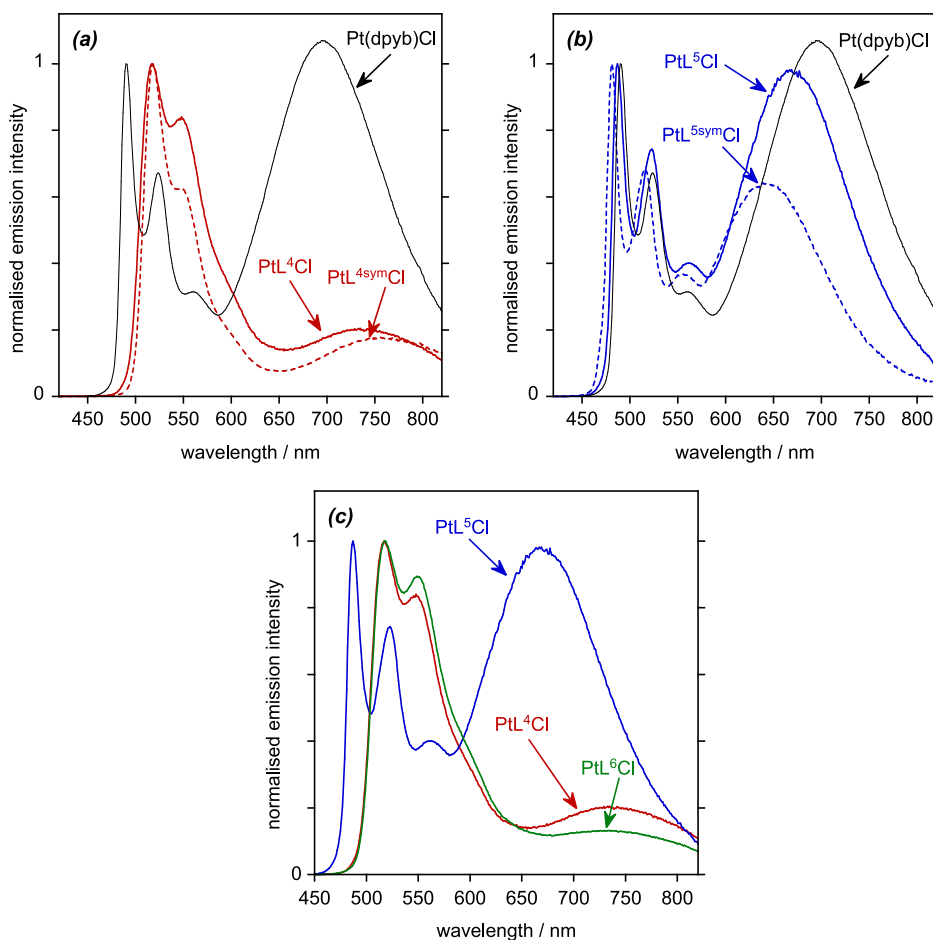 (a)
Pt(dpyb)Cl
1
PtL⁴Cl
PtL⁴ˢʸᵐCl
0
450 500 550 600 650 700 750 800
wavelength / nm
normalised emission intensity
(b)
Pt(dpyb)Cl
PtL⁵Cl
1
PtL⁵ˢʸᵐCl
0
450 500 550 600 650 700 750 800
wavelength / nm
normalised emission intensity
(c)
PtL⁵Cl
1
PtL⁴Cl
PtL⁶Cl
0
450 500 550 600 650 700 750 800
wavelength / nm
normalised emission intensity